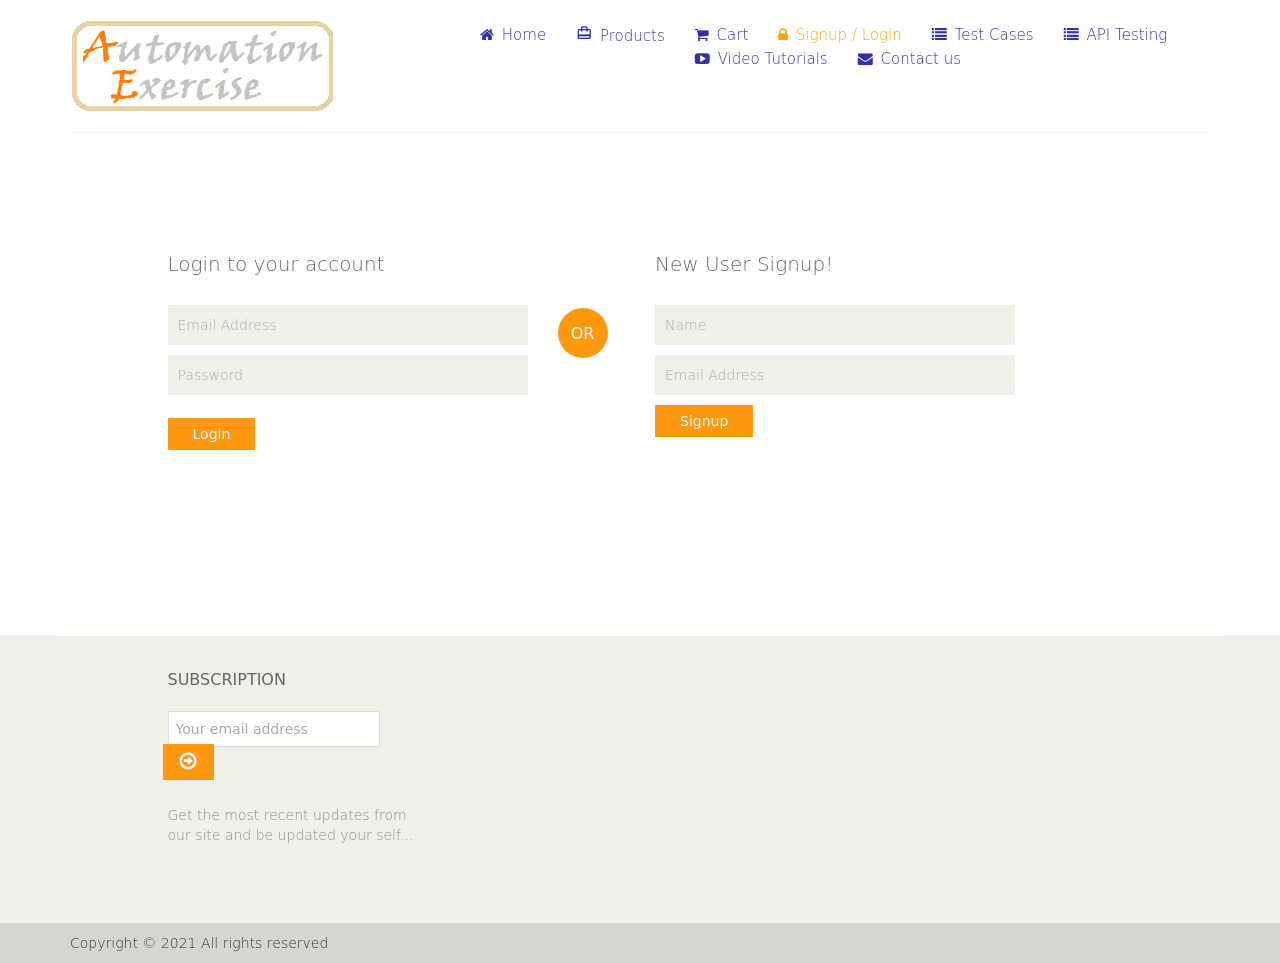 Automation
Exercise
Home Products Cart Signup / Login Test Cases API Testing
Video Tutorials Contact us
Login to your account
Email Address
Password
Login
OR
New User Signup!
Name
Email Address
Signup
SUBSCRIPTION
Your email address
Get the most recent updates from
our site and be updated your self...
Copyright © 2021 All rights reserved